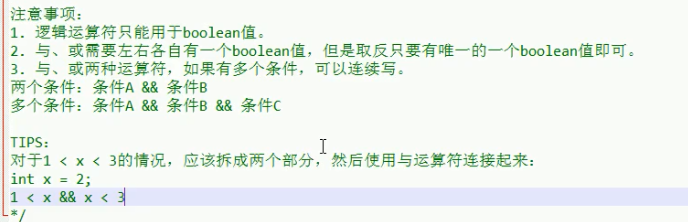 注意事项：
1. 逻辑运算符只能用于boolean值。
2. 与、或需要左右各自有一个boolean值，但是取反只要有唯一的一个boolean值即可。
3. 与、或两种运算符，如果有多个条件，可以连续写。
两个条件：条件A && 条件B
多个条件：条件A && 条件B && 条件C
TIPS：
对于1 < x < 3的情况，应该拆成两个部分，然后使用与运算符连接起来：
int x = 2;
1 < x && x < 3
*/